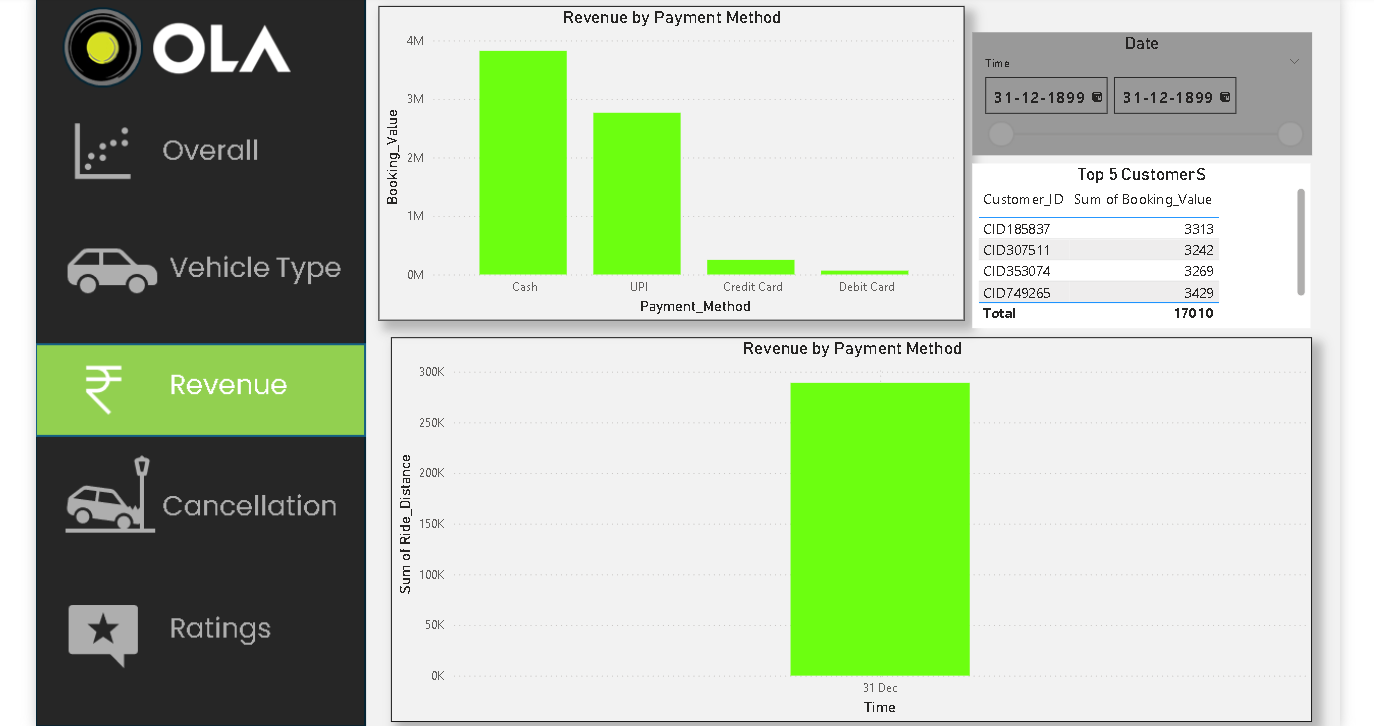 OLA
Overall
Vehicle Type
Revenue
Cancellation
Ratings
Revenue by Payment Method
4M
3M
2M
1M
0M
Booking_Value
Cash UPI Credit Card Debit Card
Payment_Method
Date
Time
31-12-1899 31-12-1899
Top 5 CustomerS
Customer_ID Sum of Booking_Value
CID185837 3313
CID307511 3242
CID353074 3269
CID749265 3429
Total 17010
Revenue by Payment Method
300K
250K
200K
150K
100K
50K
0K
Sum of Ride_Distance
31 Dec
Time